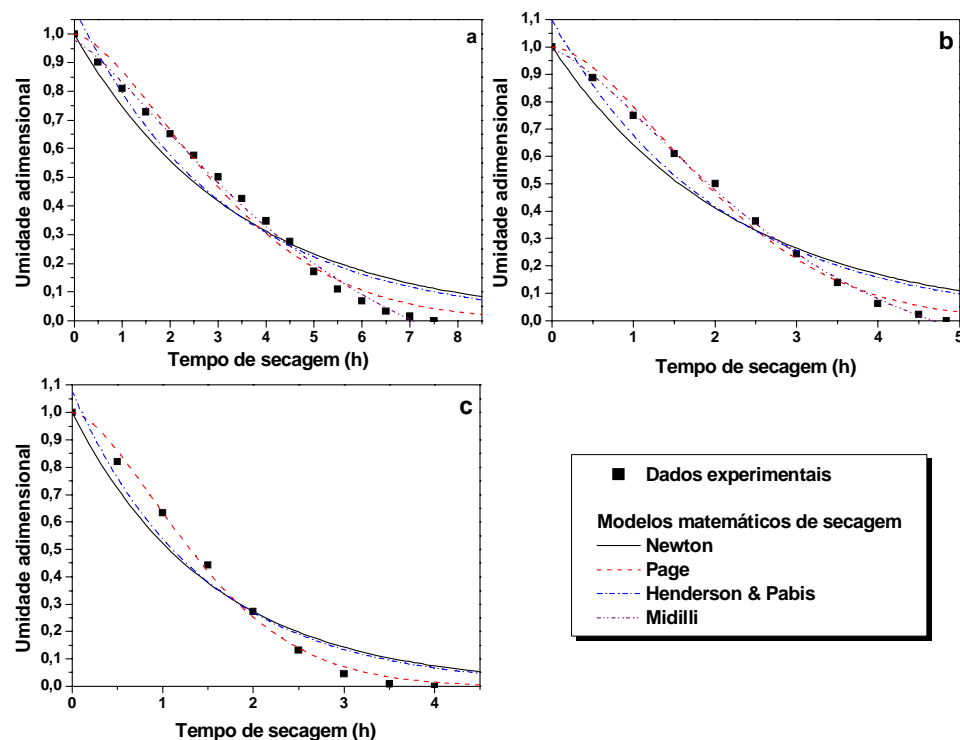 a
1,0
0,9
0,8
0,7
0,6
0,5
0,4
0,3
0,2
0,1
0,0
0 1 2 3 4 5 6 7 8
Umidade adimensional
Tempo de secagem (h)
b
1,1
1,0
0,9
0,8
0,7
0,6
0,5
0,4
0,3
0,2
0,1
0,0
0 1 2 3 4 5
Umidade adimensional
Tempo de secagem (h)
c
1,1
1,0
0,9
0,8
0,7
0,6
0,5
0,4
0,3
0,2
0,1
0,0
0 1 2 3 4
Umidade adimensional
Tempo de secagem (h)
Dados experimentais
Modelos matemáticos de secagem
Newton
Page
Henderson & Pabis
Midilli